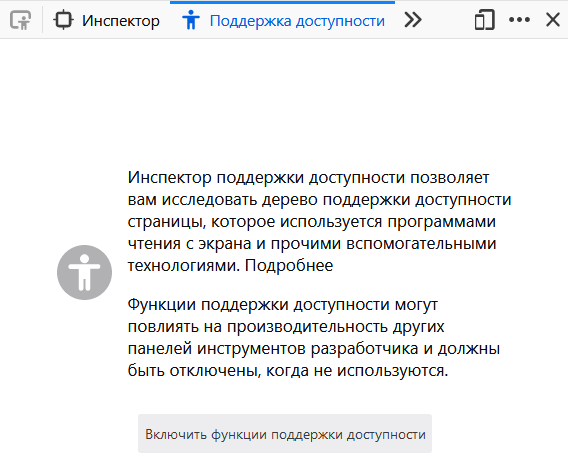 Инспектор
Поддержка доступности
Инспектор поддержки доступности позволяет
вам исследовать дерево поддержки доступности
страницы, которое используется программами
чтения с экрана и прочими вспомогательными
технологиями. Подробнее
Функции поддержки доступности могут
повлиять на производительность других
панелей инструментов разработчика и должны
быть отключены, когда не используются.
Включить функции поддержки доступности